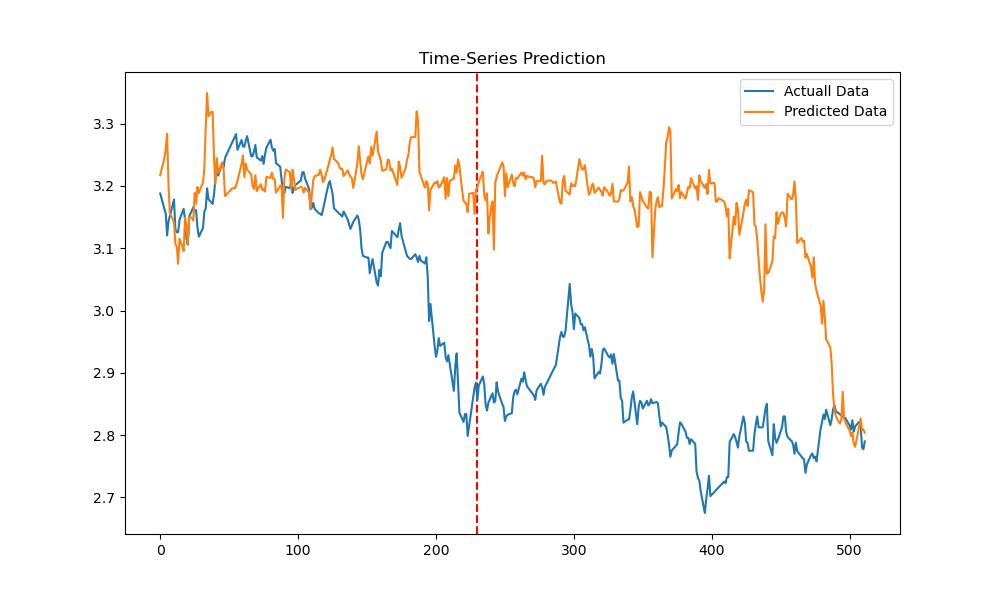 Time-Series Prediction
Actuall Data
Predicted Data
3.3
3.2
3.1
3.0
2.9
2.8
2.7
0 100 200 300 400 500